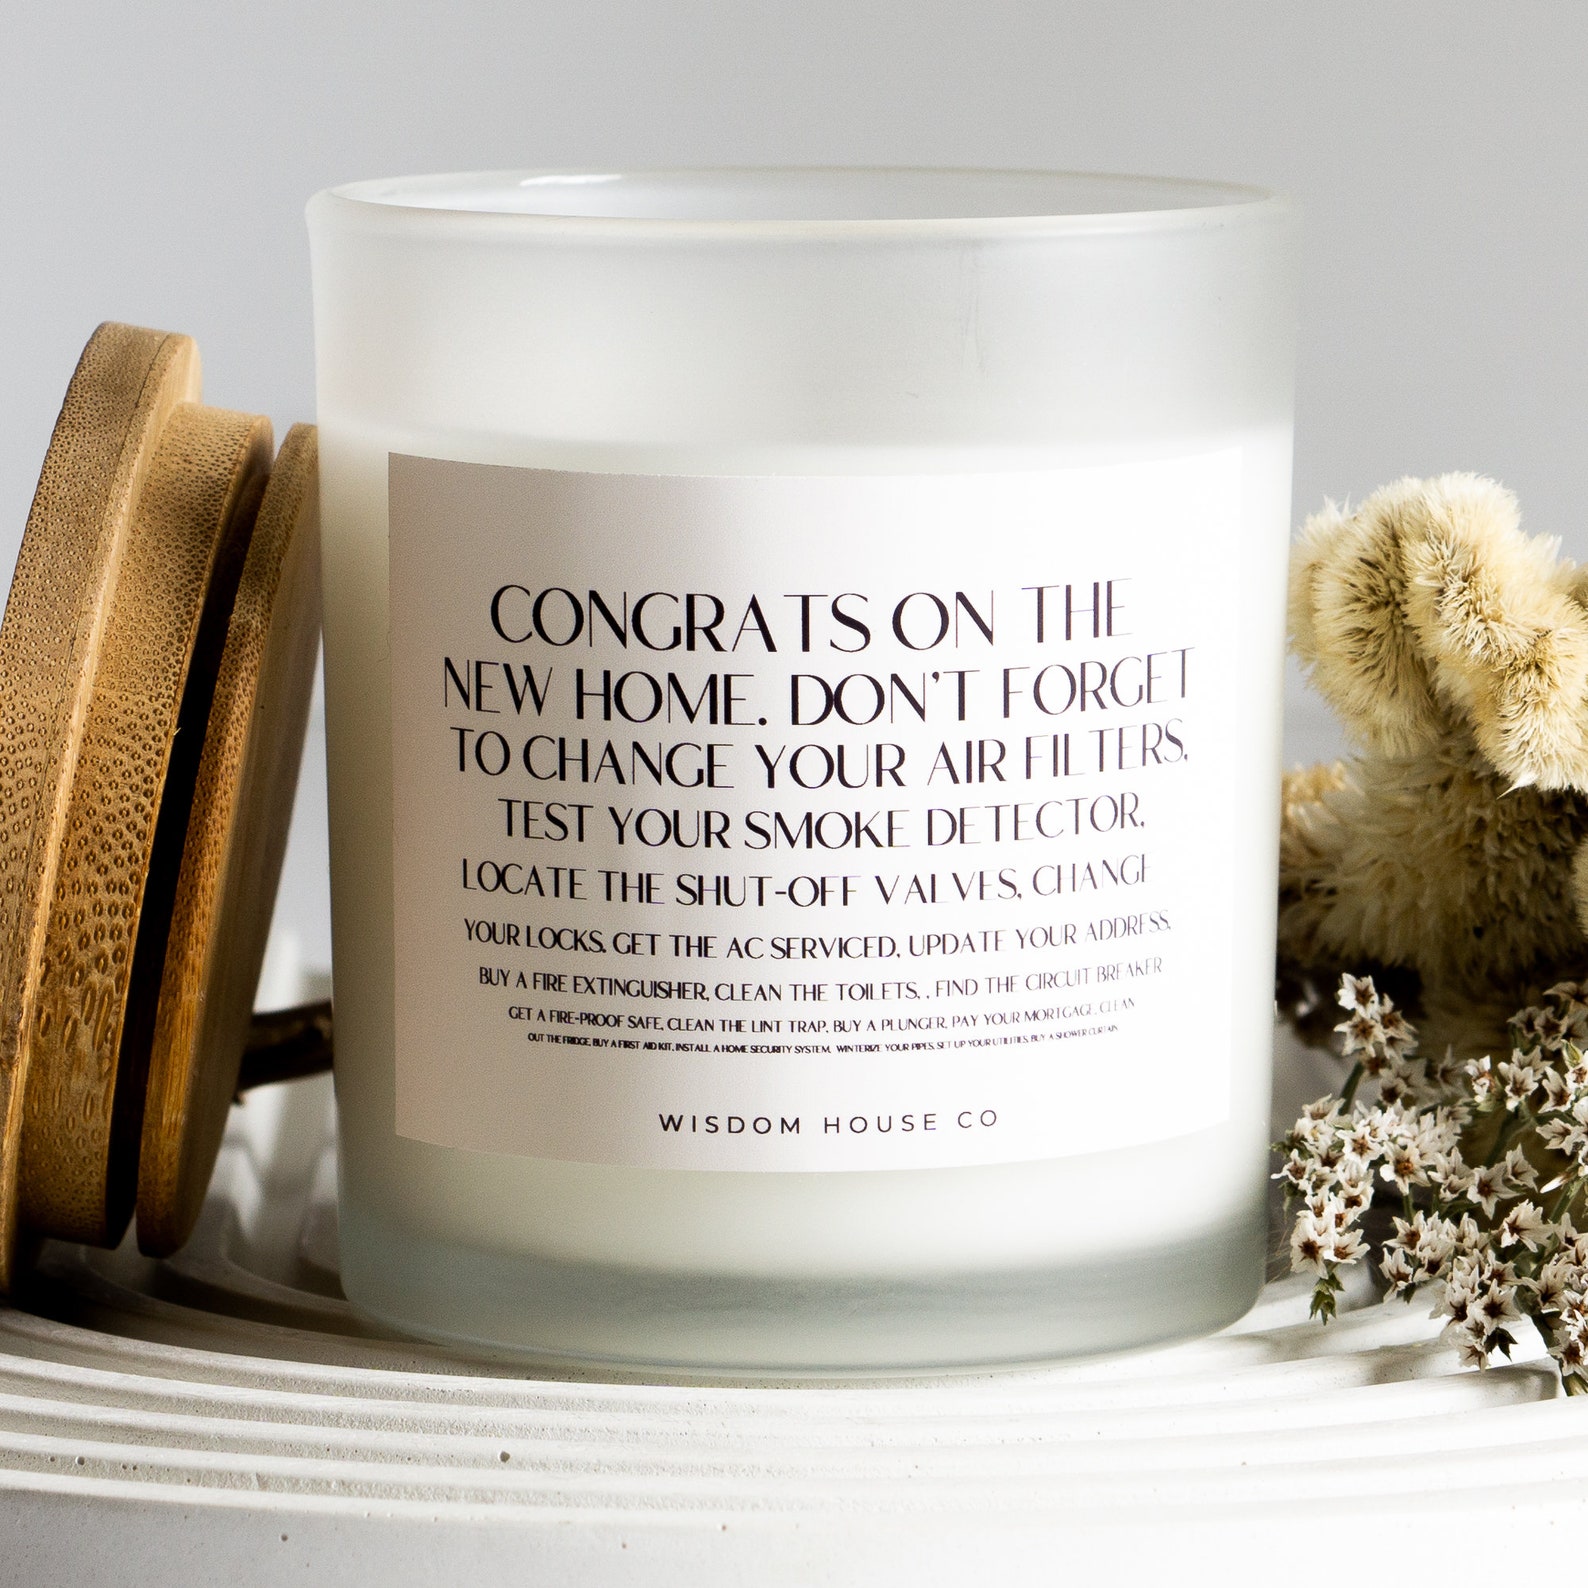 CONGRATS ON THE
NEW HOME. DON'T FORGET
TO CHANGE YOUR AIR FILTERS,
TEST YOUR SMOKE DETECTOR,
LOCATE THE SHUT-OFF VALVES, CHANGE
YOUR LOCKS, GET THE AC SERVICED, UPDATE YOUR ADDRESS,
BUY A FIRE EXTINGUISHER, CLEAN THE TOILETS, , FIND THE CIRCUIT BREAKER
GET A FIRE-PROOF SAFE, CLEAN THE LINT TRAP, BUY A PLUNGER, PAY YOUR MORTGAGE, CLEAN
OUT THE FRIDGE, BUY A FIRST AID KIT, INSTALL A HOME SECURITY SYSTEM, WINTERIZE YOUR PIPES, SET UP YOUR UTILITIES, BUY A SHOWER CURTAIN
WISDOM HOUSE CO